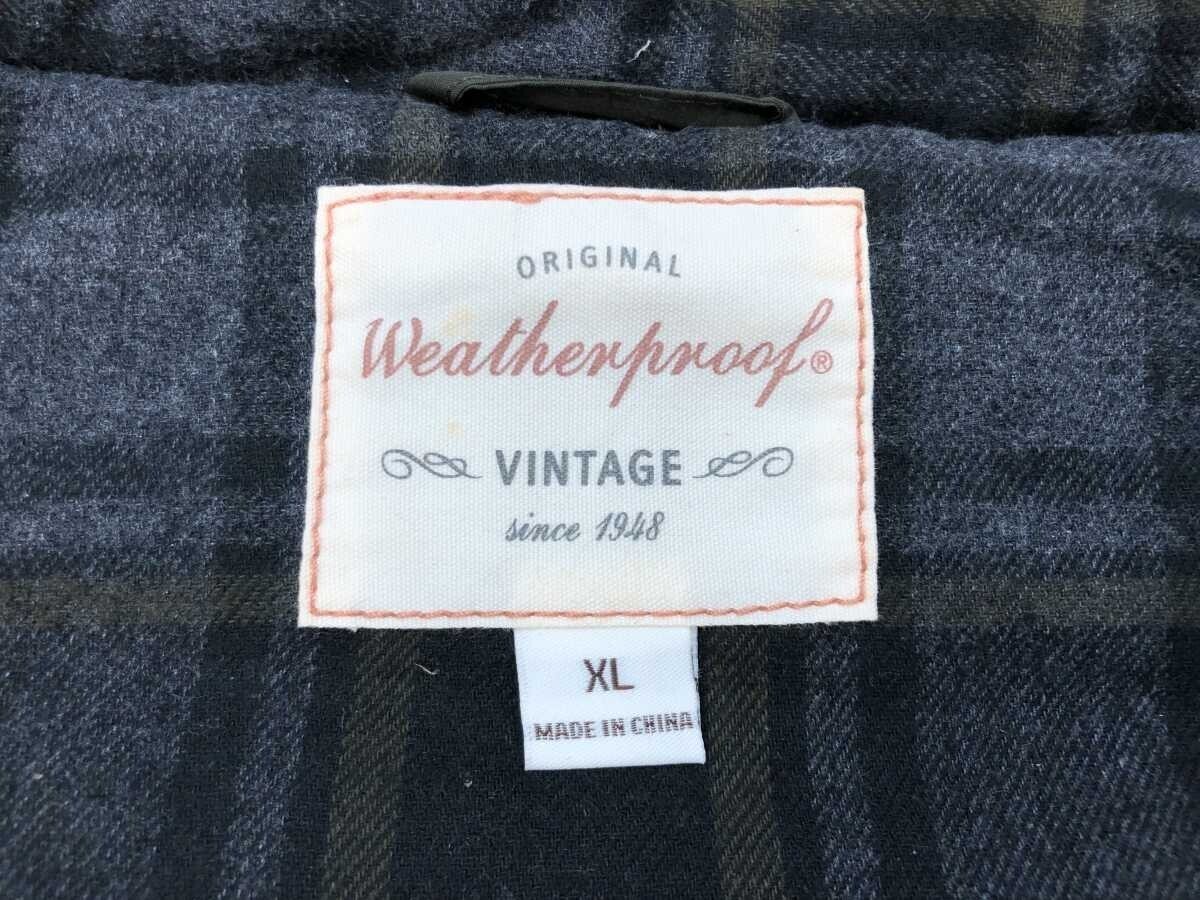 ORIGINAL
Weatherproof®
VINTAGE
since 1948
XL
MADE IN CHINA